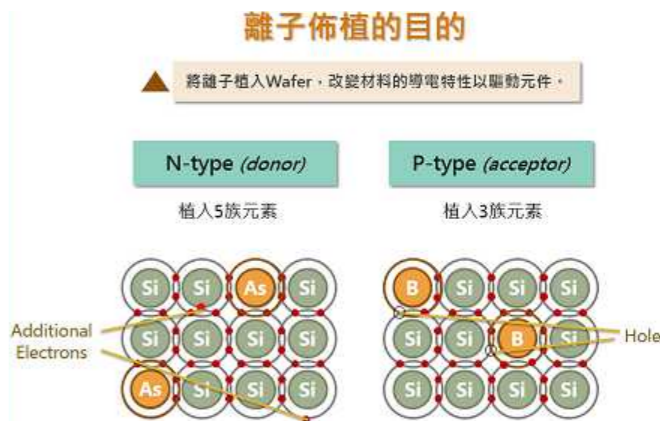 離子佈植的目的
將離子植入Wafer，改變材料的導電特性以驅動元件。
N-type (donor)
P-type (acceptor)
植入5族元素
植入3族元素
Si Si As Si
B Si Si Si
Additional Electrons
Si Si Si Si
Si Si B Si
Hole
As Si Si Si
Si Si Si Si